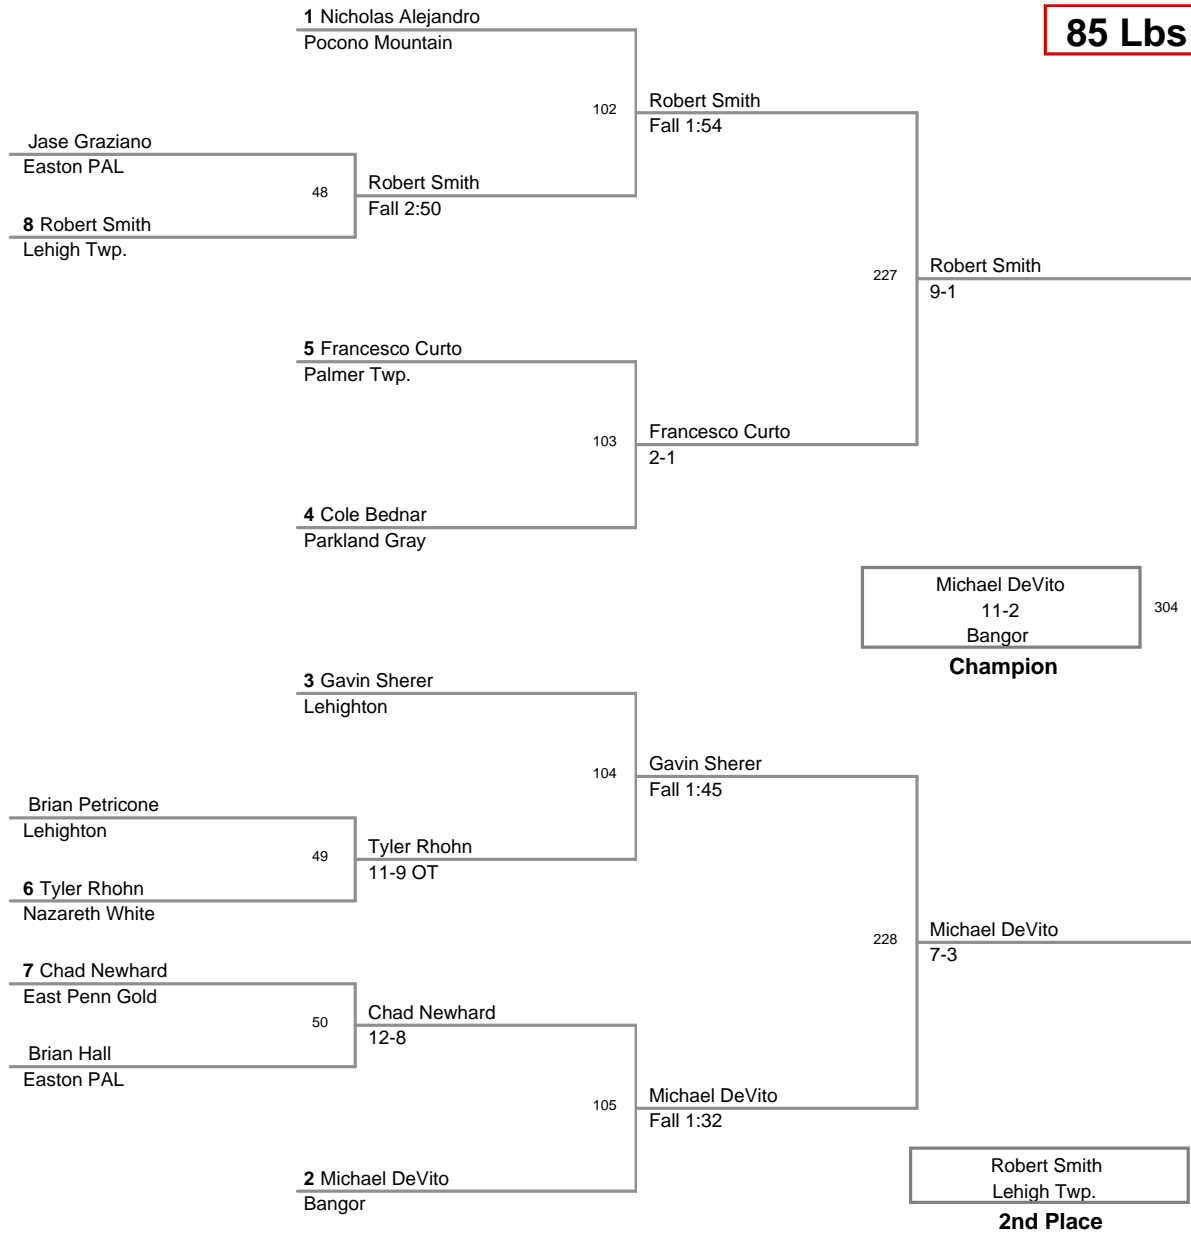 1 Nicholas Alejandro
Pocono Mountain
85 Lbs
102
Robert Smith
Fall 1:54
Jase Graziano
Easton PAL
48
Robert Smith
Fall 2:50
8 Robert Smith
Lehigh Twp.
227
Robert Smith
9-1
5 Francesco Curto
Palmer Twp.
103
Francesco Curto
2-1
4 Cole Bednar
Parkland Gray
Michael DeVito
11-2
Bangor
304
Champion
3 Gavin Sherer
Lehighton
104
Gavin Sherer
Fall 1:45
Brian Petricone
Lehighton
49
Tyler Rhohn
11-9 OT
6 Tyler Rhohn
Nazareth White
228
Michael DeVito
7-3
7 Chad Newhard
East Penn Gold
50
Chad Newhard
12-8
Brian Hall
Easton PAL
105
Michael DeVito
Fall 1:32
2 Michael DeVito
Bangor
Robert Smith
Lehigh Twp.
2nd Place